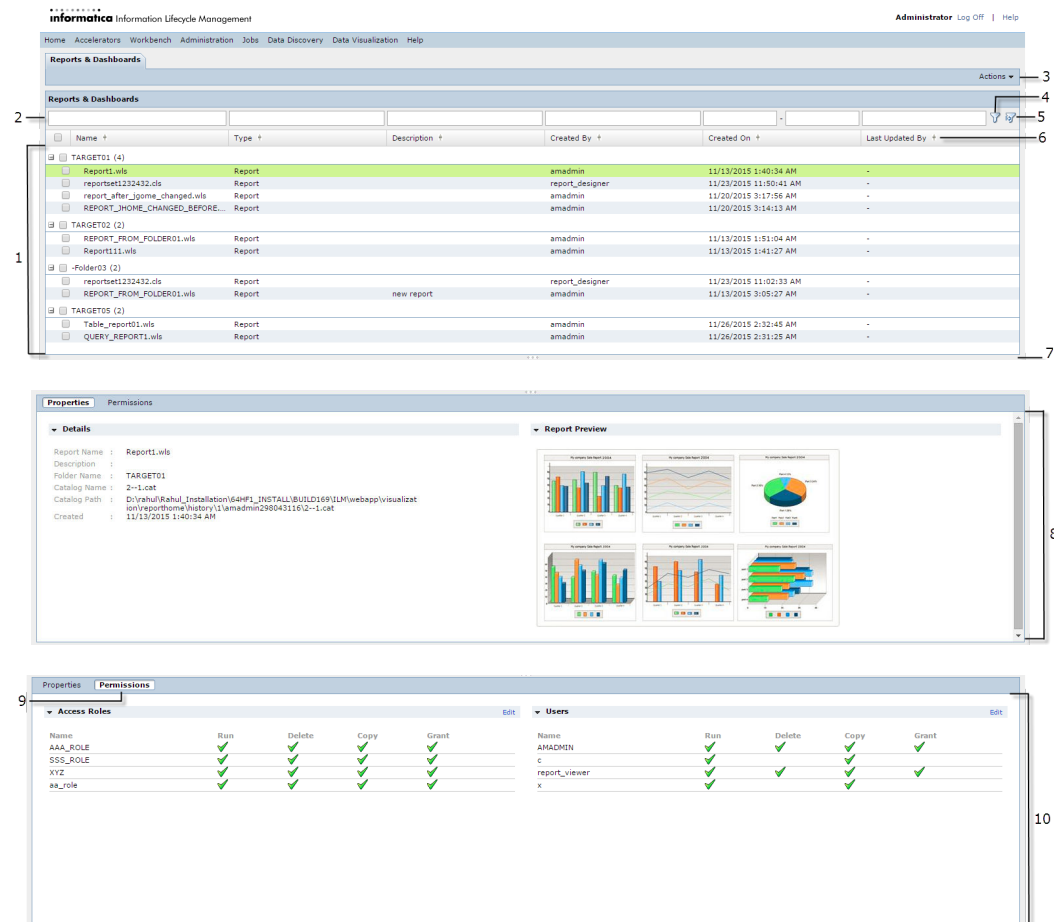 informatica Information Lifecycle Management
Administrator Log Off | Help
Home Accelerators Workbench Administration Jobs Data Discovery Data Visualization Help
Reports & Dashboards
Actions 3
Reports & Dashboards
4
2 - 5
Name Type Description Created By Created On Last Updated By 6
1
TARGET01 (4)
Report1.wls Report amadmin 11/13/2015 1:40:34 AM -
reportset1232432.cls Report report_designer 11/23/2015 11:50:41 AM -
report_after_jgome_changed.wls Report amadmin 11/20/2015 3:17:56 AM -
REPORT_JHOME_CHANGED_BEFORE.... Report amadmin 11/20/2015 3:14:13 AM -
TARGET02 (2)
REPORT_FROM_FOLDER01.wls Report amadmin 11/13/2015 1:51:04 AM -
Report111.wls Report amadmin 11/13/2015 1:41:27 AM -
-Folder03 (2)
reportset1232432.cls Report report_designer 11/23/2015 11:02:33 AM -
REPORT_FROM_FOLDER01.wls Report new report amadmin 11/13/2015 3:05:27 AM -
TARGET05 (2)
Table_report01.wls Report amadmin 11/26/2015 2:32:45 AM -
QUERY_REPORT1.wls Report amadmin 11/26/2015 2:31:25 AM -
7
Properties Permissions
8
Details
Report Name : Report1.wls
Description :
Folder Name : TARGET01
Catalog Name : 2--1.cat
Catalog Path : D:\rahul\Rahul_Installation\64HF1_INSTALL\BUILD169\ILM\webapp\visualizat
ion\reporthome\history\1\amadmin298043116\2--1.cat
Created : 11/13/2015 1:40:34 AM
Report Preview
9
Properties Permissions
10
Access Roles Edit
Name Run Delete Copy Grant
AAA_ROLE
SSS_ROLE
XYZ
aa_role
Users Edit
Name Run Delete Copy Grant
AMADMIN
c
report_viewer
x